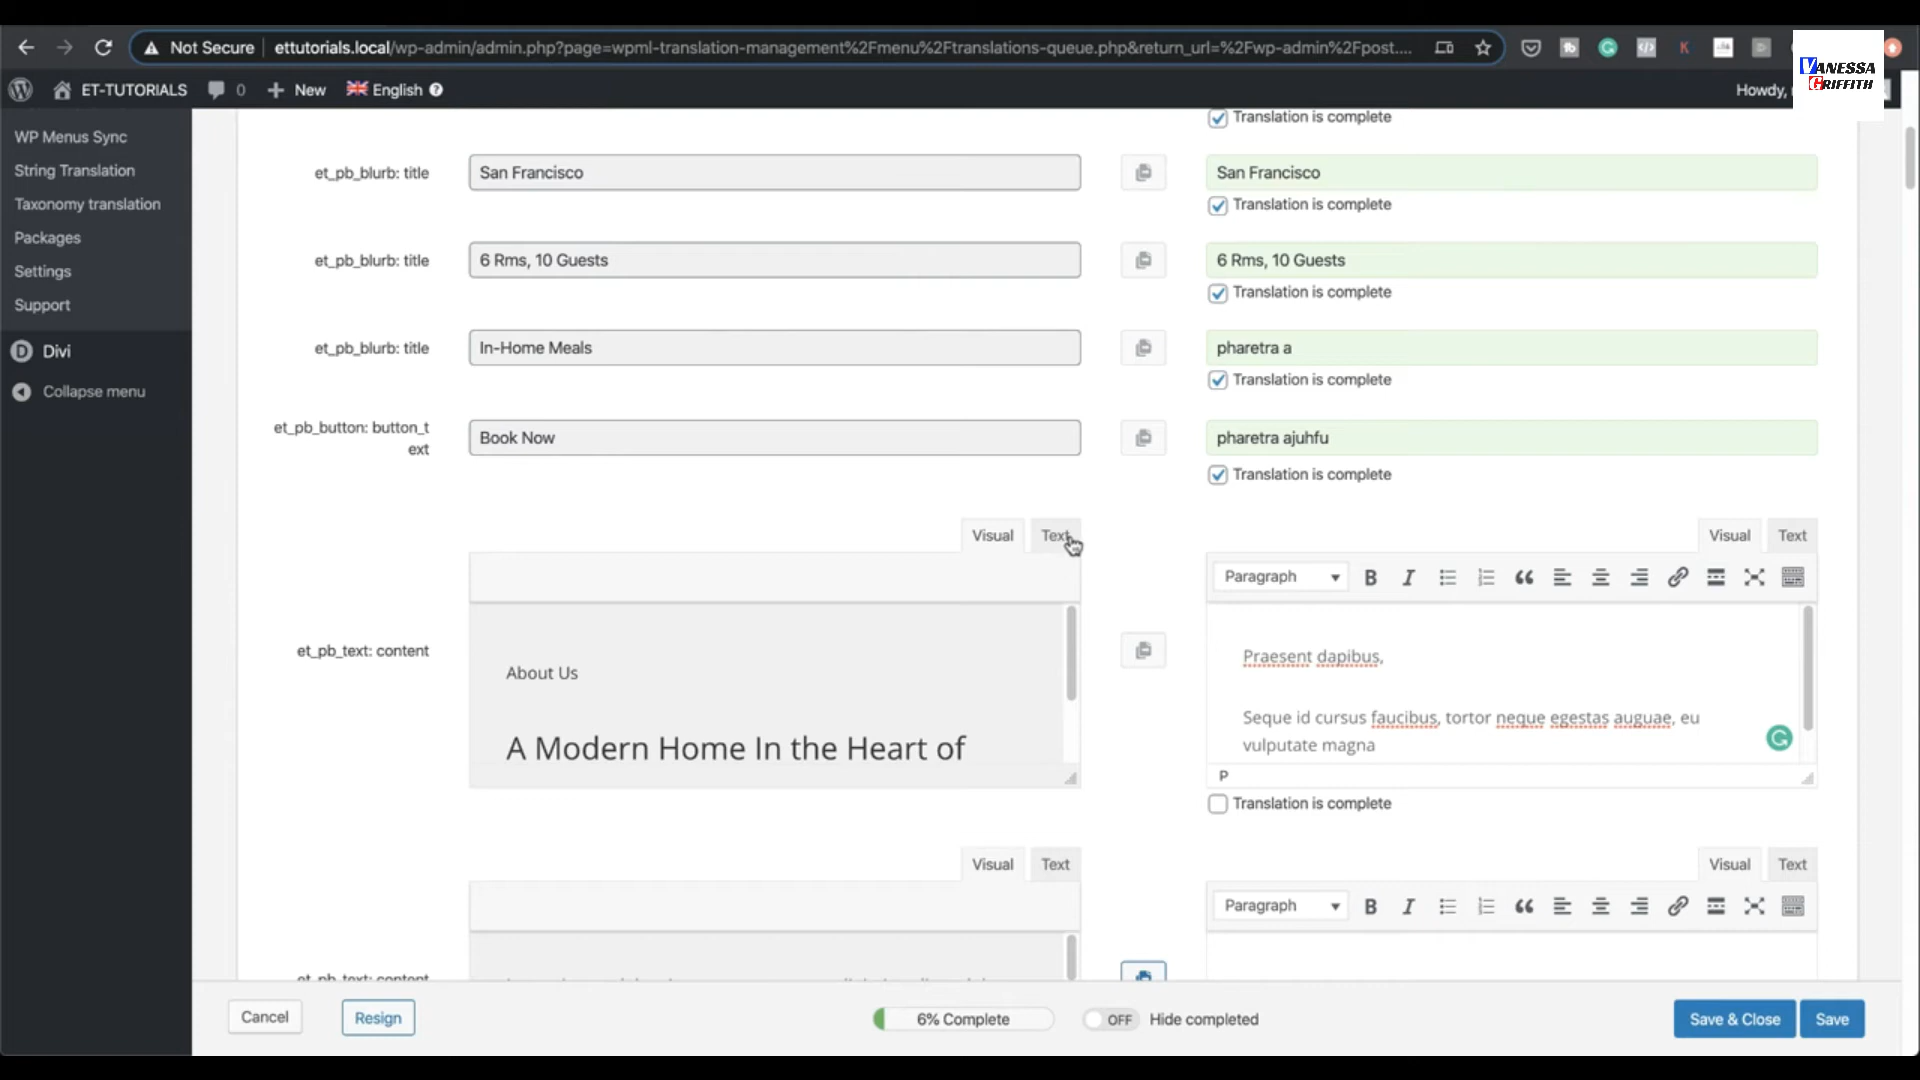 Not Secure ettutorials.local/wp-admin/admin.php?page=wpml-translation-management%2Fmenu%2Ftranslations-queue.php&return_url=%2Fwp-admin%2Fpost....
VANESSA
GRIFFITH
ET-TUTORIALS 0 New English Howdy,
WP Menus Sync
String Translation
Taxonomy translation
Packages
Settings
Support
Divi
Collapse menu
Translation is complete
et_pb_blurb: title San Francisco San Francisco
Translation is complete
et_pb_blurb: title 6 Rms, 10 Guests 6 Rms, 10 Guests
Translation is complete
et_pb_blurb: title In-Home Meals pharetra a
Translation is complete
et_pb_button: button_t
ext
Book Now pharetra ajuhfu
Translation is complete
Visual Text Visual Text
Paragraph B I
et_pb_text: content
About Us
A Modern Home In the Heart of
Praesent dapibus,
Seque id cursus faucibus, tortor neque egestas auguae, eu
vulputate magna
P
Translation is complete
Visual Text Visual Text
Paragraph B I
et_pb_text: content
Cancel Resign 6% Complete OFF Hide completed Save & Close Save